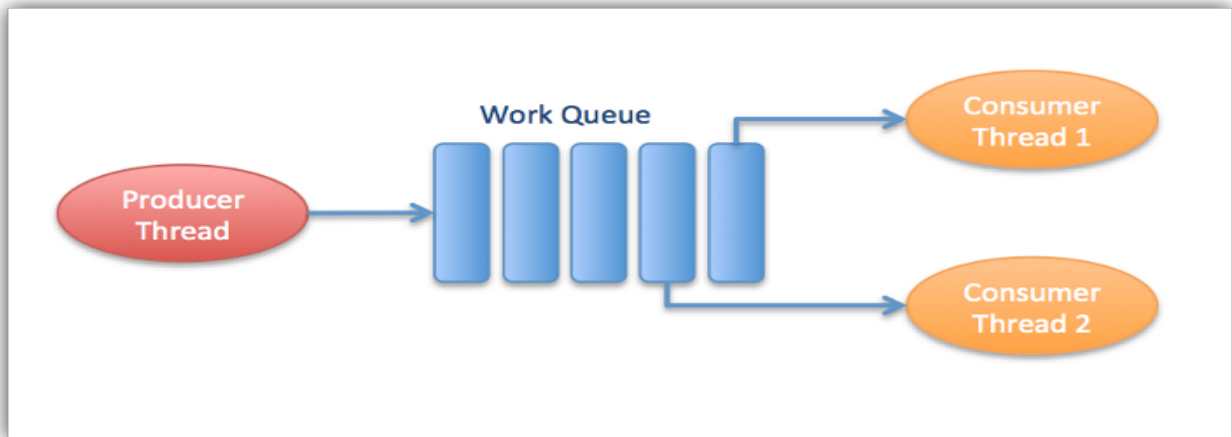 Work Queue
Producer
Thread
Consumer
Thread 1
Consumer
Thread 2